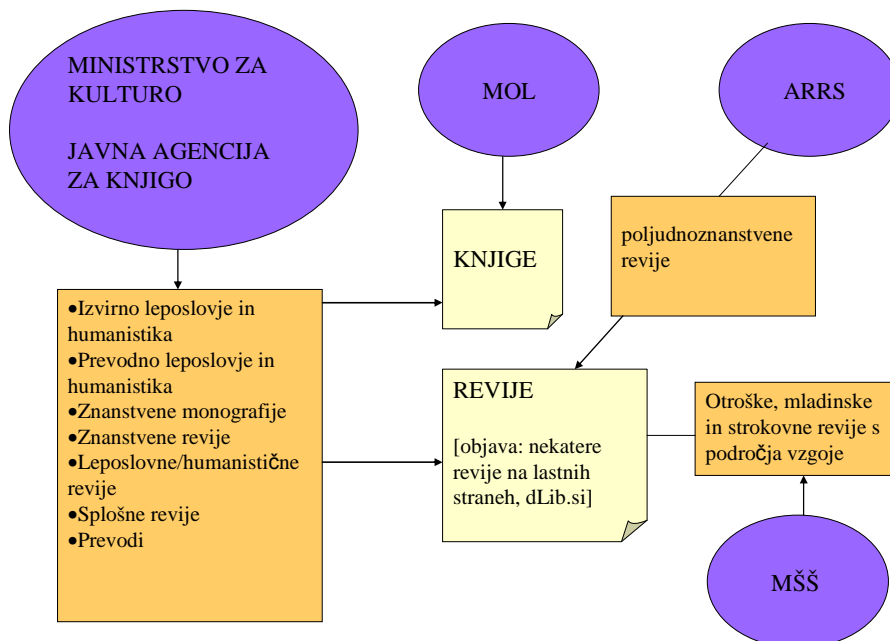 MINISTRSTVO ZA
KULTURO
JAVNA AGENCIJA
ZA KNJIGO
MOL
ARRS
KNJIGE
poljudnoznanstvene
revije
•Izvirno leposlovje in
humanistika
•Prevodno leposlovje in
humanistika
•Znanstvene monografije
•Znanstvene revije
•Leposlovne/humanistične
revije
•Splošne revije
•Prevodi
REVIJE
[objava: nekatere
revije na lastnih
straneh, dLib.si]
Otroške, mladinske
in strokovne revije s
področja vzgoje
MŠŠ